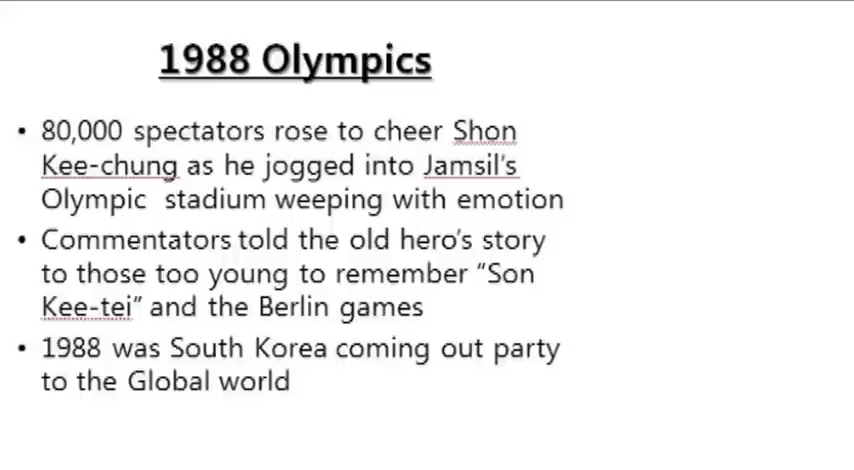 1988 Olympics
• 80,000 spectators rose to cheer Shon
Kee-chung as he jogged into Jamsil's
Olympic stadium weeping with emotion
• Commentators told the old hero's story
to those too young to remember “Son
Kee-tei” and the Berlin games
• 1988 was South Korea coming out party
to the Global world